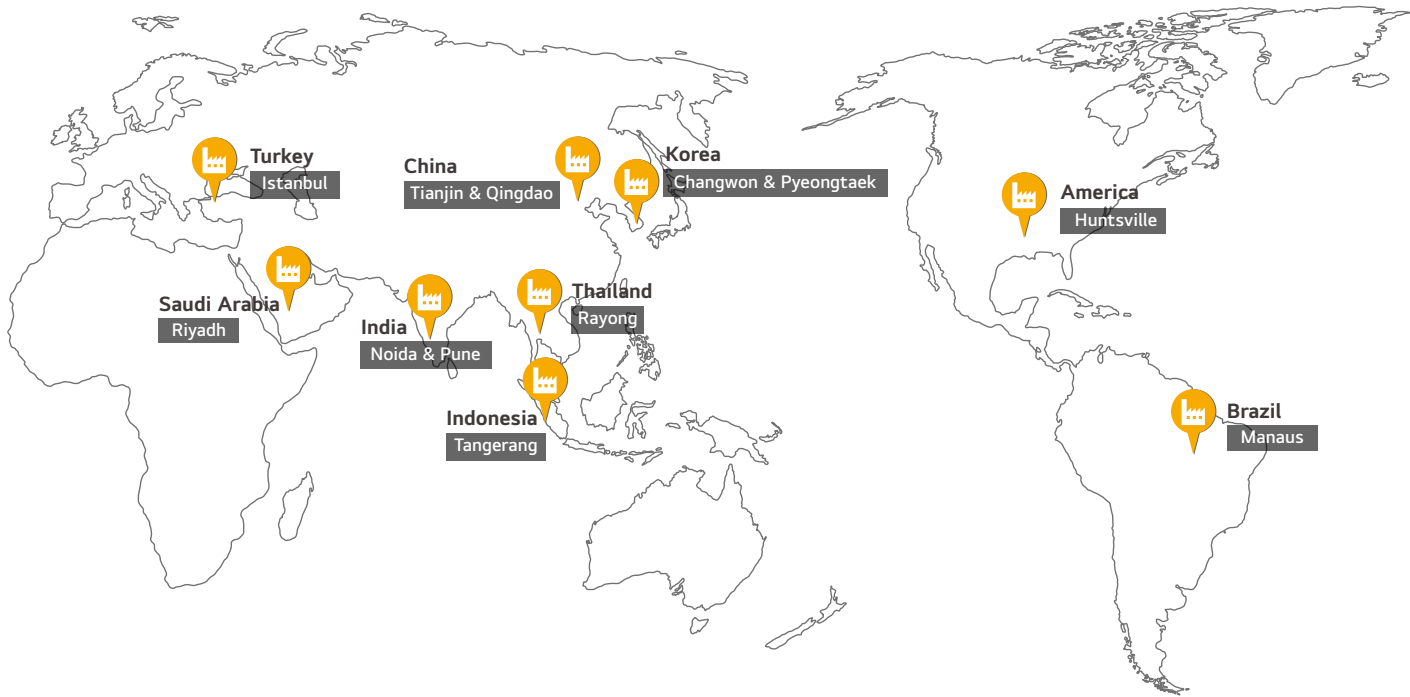 Turkey
Istanbul
China
Tianjin & Qingdao
Korea
Changwon & Pyeongtaek
America
Huntsville
Saudi Arabia
Riyadh
India
Noida & Pune
Thailand
Rayong
Indonesia
Tangerang
Brazil
Manaus